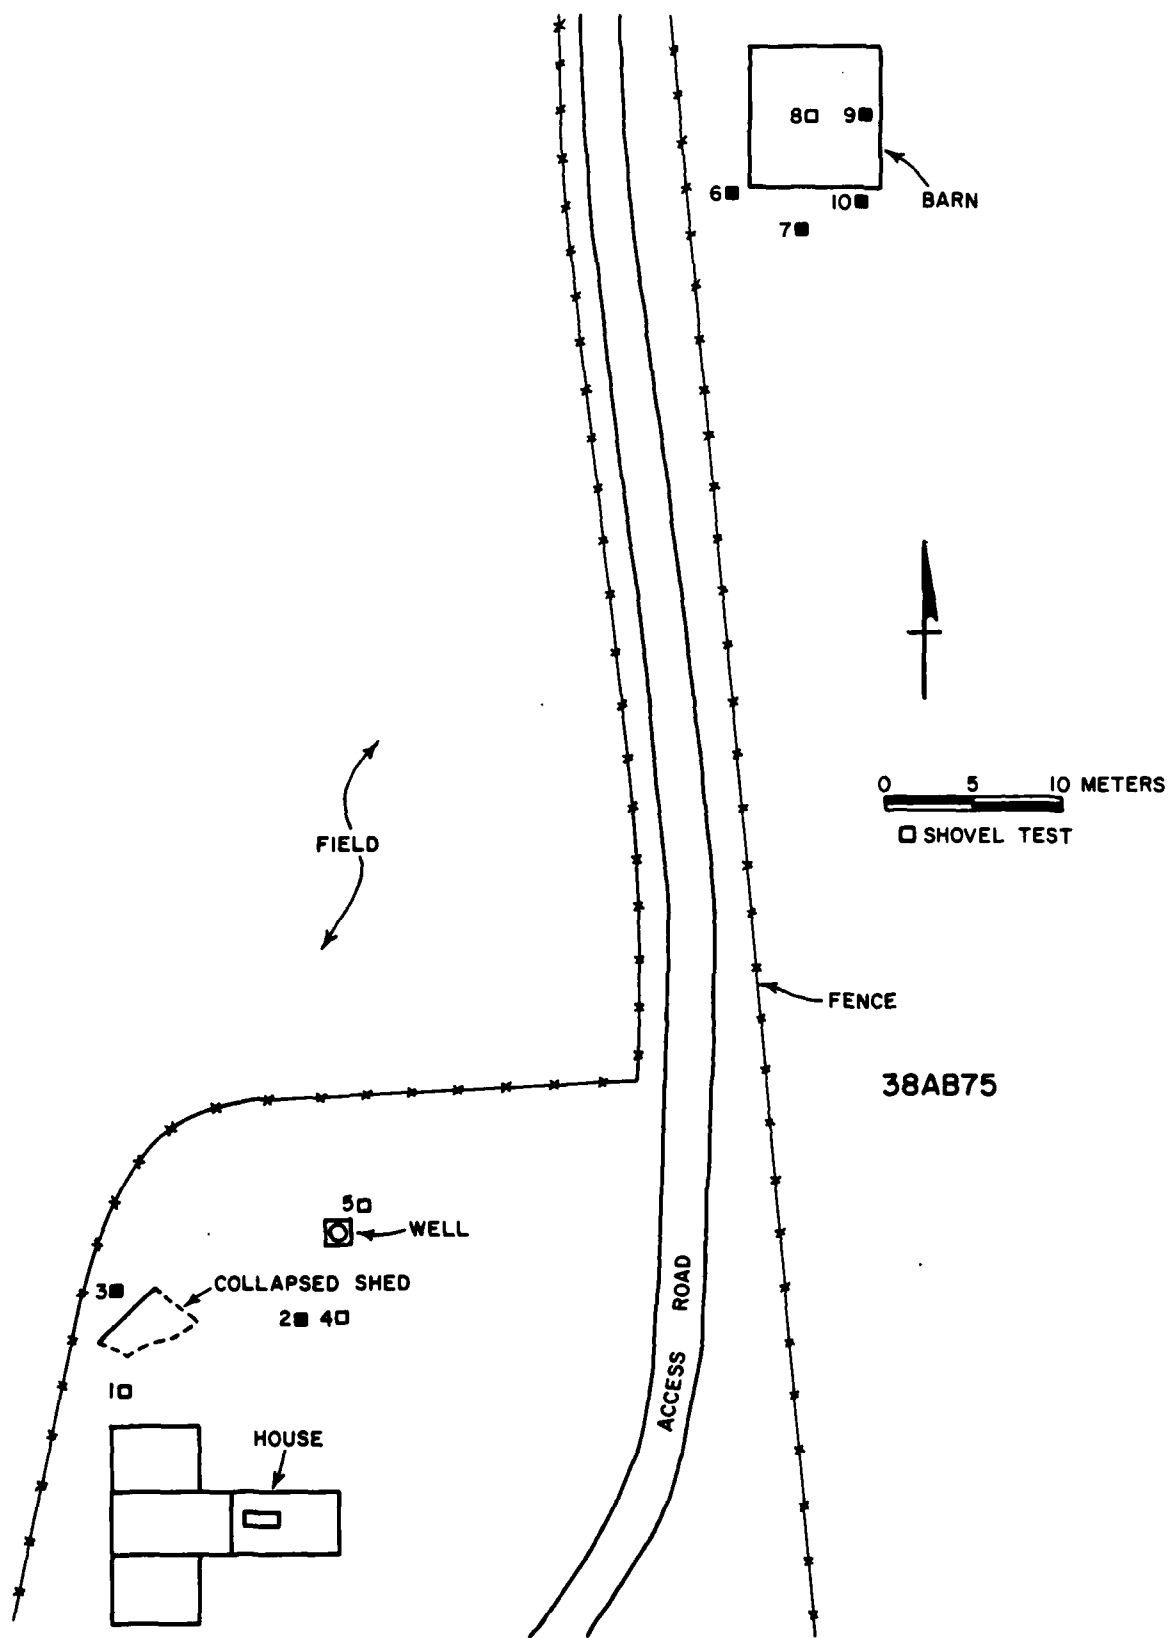 8 9
6 10 BARN
7
0 5 10 METERS
SHOVEL TEST
FIELD
FENCE
38AB75
5
WELL
ACCESS ROAD
3 COLLAPSED SHED
2 4
1
HOUSE